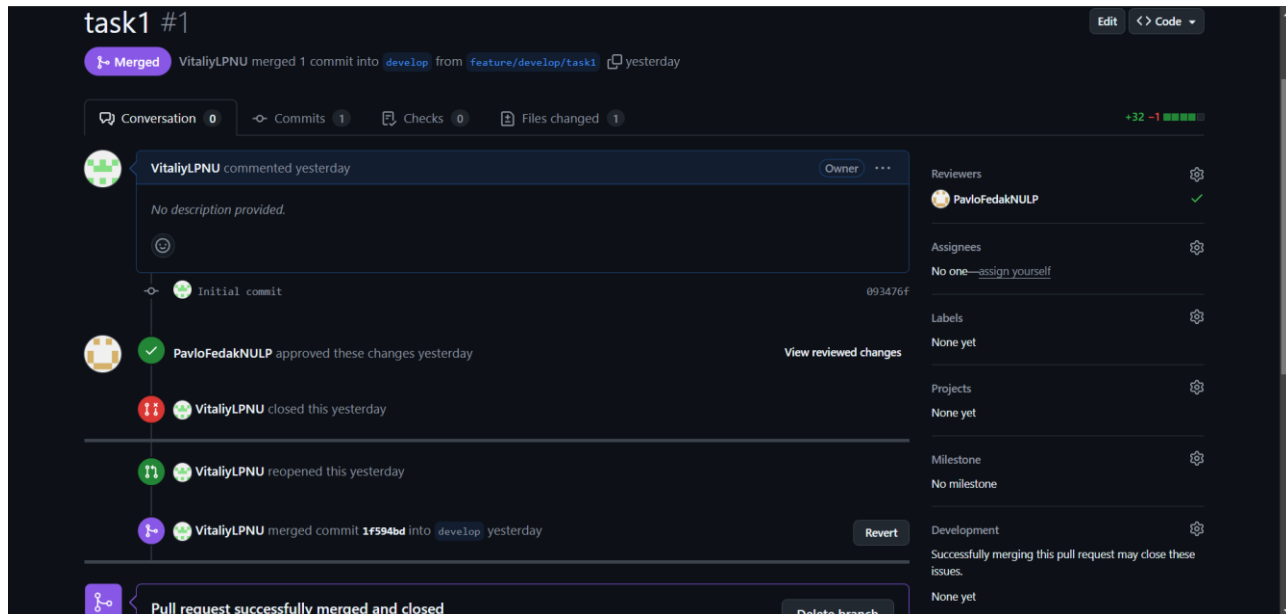 task1 #1
Edit
<> Code
Merged
VitaliyLPNU merged 1 commit into develop from feature/develop/task1 yesterday
Conversation 0
Commits 1
Checks 0
Files changed 1
+32 −1
VitaliyLPNU commented yesterday
Owner
No description provided.
Initial commit
093476f
PavloFedakNULP approved these changes yesterday
View reviewed changes
VitaliyLPNU closed this yesterday
VitaliyLPNU reopened this yesterday
VitaliyLPNU merged commit 1f594bd into develop yesterday
Revert
Pull request successfully merged and closed
Delete branch
Reviewers
PavloFedakNULP
Assignees
No one—assign yourself
Labels
None yet
Projects
None yet
Milestone
No milestone
Development
Successfully merging this pull request may close these
issues.
None yet